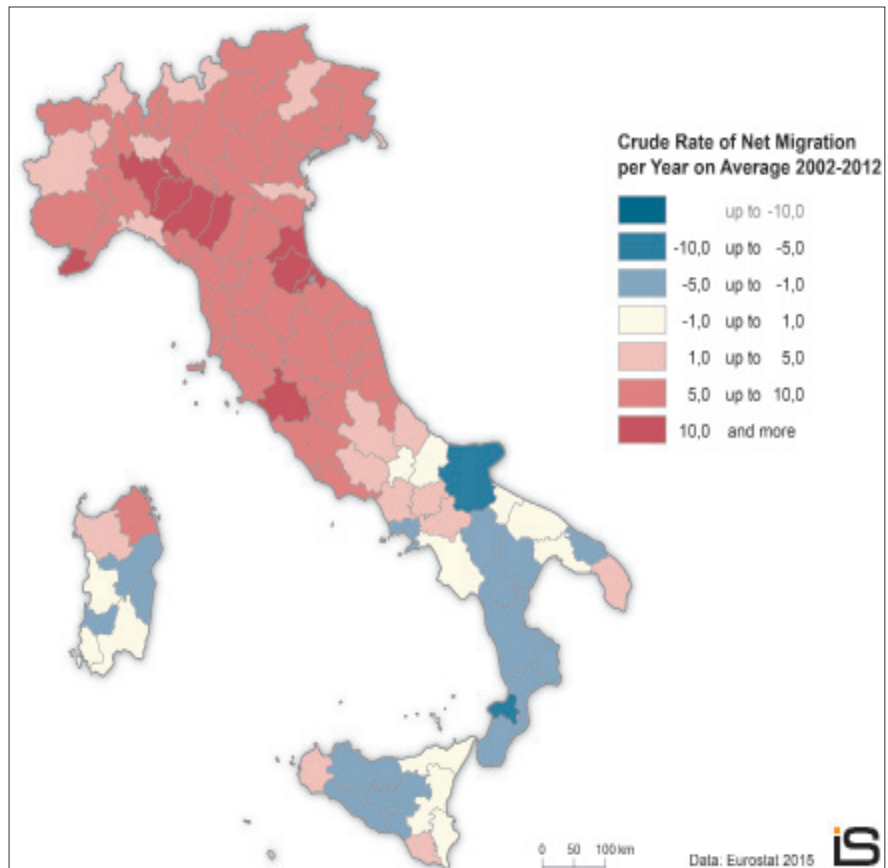 Crude Rate of Net Migration
per Year on Average 2002-2012
up to -10,0
-10,0 up to -5,0
-5,0 up to -1,0
-1,0 up to 1,0
1,0 up to 5,0
5,0 up to 10,0
10,0 and more
0 50 100 km
Data: Eurostat 2015
iS